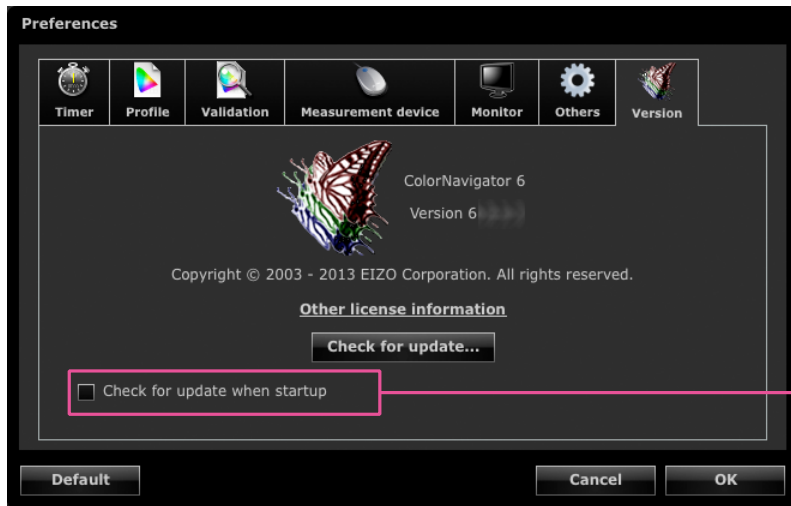 Preferences
Timer
Profile
Validation
Measurement device
Monitor
Others
Version
ColorNavigator 6
Version 6
Copyright © 2003 - 2013 EIZO Corporation. All rights reserved.
Other license information
Check for update...
Check for update when startup
Default
Cancel
OK